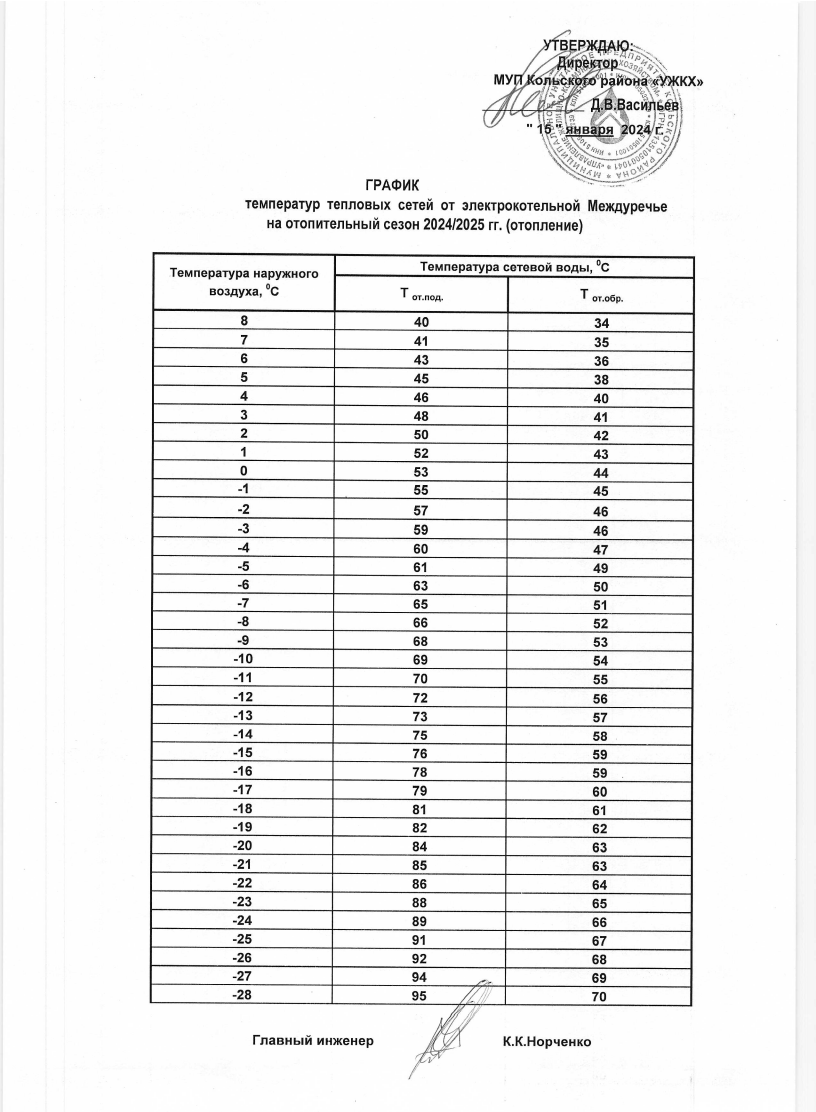 УТВЕРЖДАЮ:
Директор
МУП Кольского района «УЖКХ»
Д.В.Васильев
" 15 " января 2024 г.
ГРАФИК
температур тепловых сетей от электрокотельной Междуречье
на отопительный сезон 2024/2025 гг. (отопление)
Температура наружного воздуха, ⁰С
Температура сетевой воды, ⁰С
Т от.под. Т от.обр.
8 40 34
7 41 35
6 43 36
5 45 38
4 46 40
3 48 41
2 50 42
1 52 43
0 53 44
-1 55 45
-2 57 46
-3 59 46
-4 60 47
-5 61 49
-6 63 50
-7 65 51
-8 66 52
-9 68 53
-10 69 54
-11 70 55
-12 72 56
-13 73 57
-14 75 58
-15 76 59
-16 78 59
-17 79 60
-18 81 61
-19 82 62
-20 84 63
-21 85 63
-22 86 64
-23 88 65
-24 89 66
-25 91 67
-26 92 68
-27 94 69
-28 95 70
Главный инженер К.К.Норченко